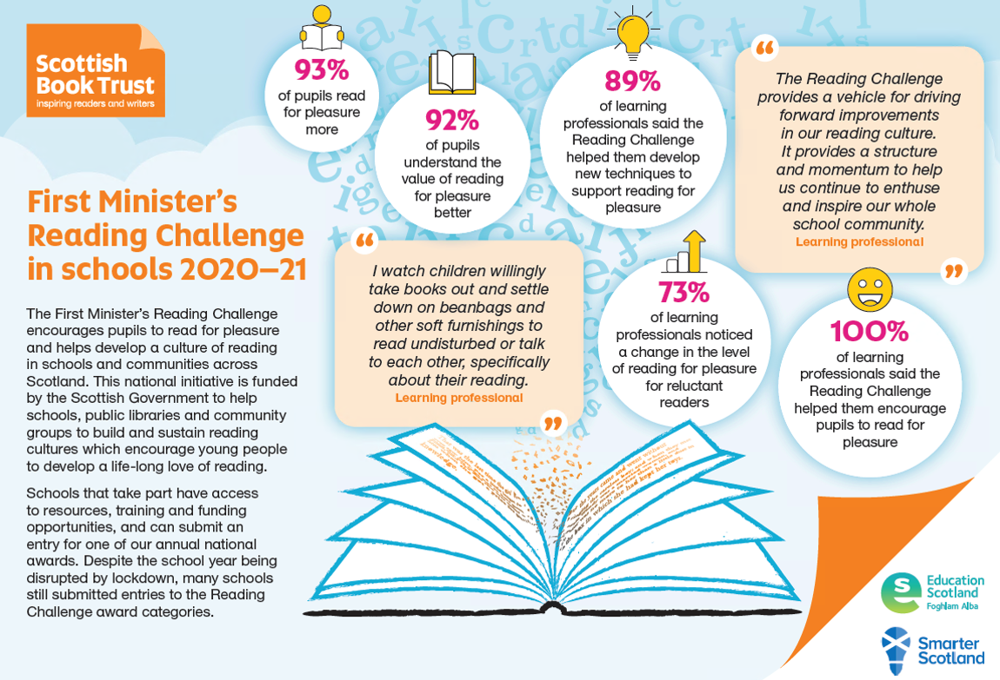 Scottish
Book Trust
inspiring readers and writers
First Minister's
Reading Challenge
in schools 2020–21
The First Minister's Reading Challenge
encourages pupils to read for pleasure
and helps develop a culture of reading
in schools and communities across
Scotland. This national initiative is funded
by the Scottish Government to help
schools, public libraries and community
groups to build and sustain reading
cultures which encourage young people
to develop a life-long love of reading.
Schools that take part have access
to resources, training and funding
opportunities, and can submit an
entry for one of our annual national
awards. Despite the school year being
disrupted by lockdown, many schools
still submitted entries to the Reading
Challenge award categories.
93%
of pupils read
for pleasure
more
92%
of pupils
understand the
value of reading
for pleasure
better
89%
of learning
professionals said the
Reading Challenge
helped them develop
new techniques to
support reading for
pleasure
“
The Reading Challenge
provides a vehicle for driving
forward improvements
in our reading culture.
It provides a structure
and momentum to help
us continue to enthuse
and inspire our whole
school community.
Learning professional
”
“
I watch children willingly
take books out and settle
down on beanbags and
other soft furnishings to
read undisturbed or talk
to each other, specifically
about their reading.
Learning professional
”
73%
of learning
professionals noticed
a change in the level
of reading for pleasure
for reluctant
readers
100%
of learning
professionals said the
Reading Challenge
helped them encourage
pupils to read for
pleasure
Education
Scotland
Foghlam Alba
Smarter
Scotland